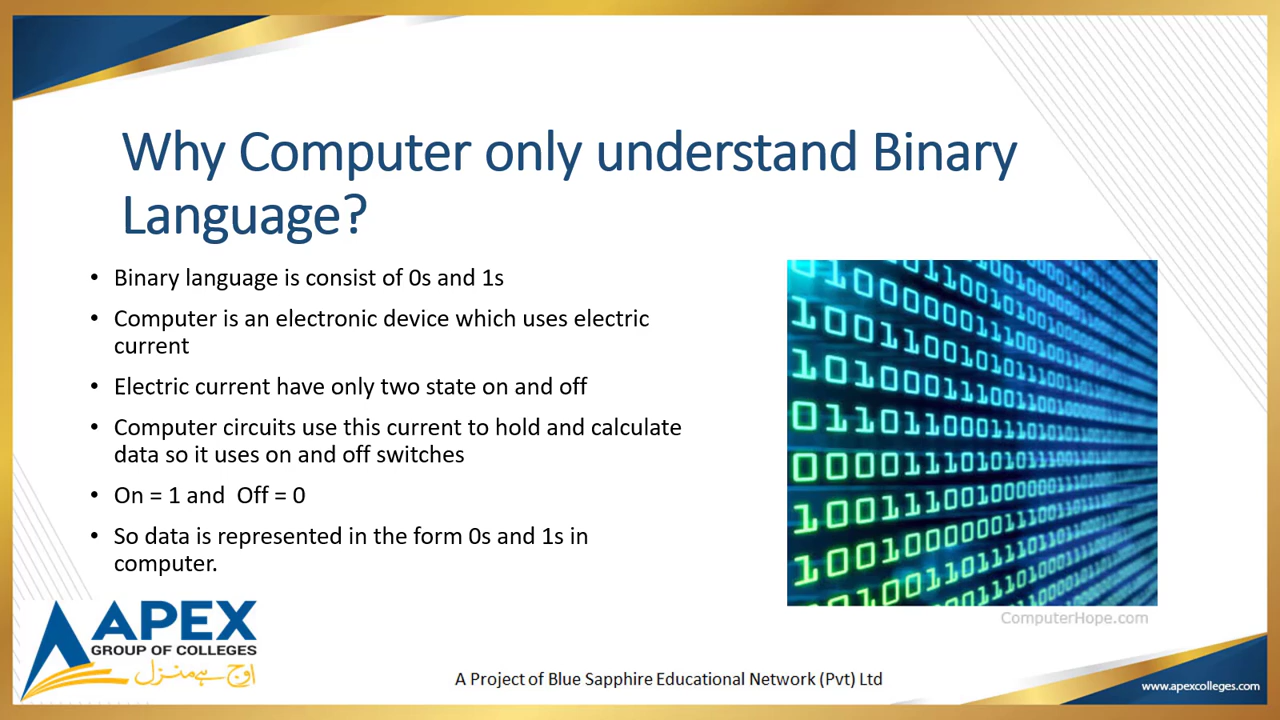 Why Computer only understand Binary
Language?
• Binary language is consist of 0s and 1s
• Computer is an electronic device which uses electric
current
• Electric current have only two state on and off
• Computer circuits use this current to hold and calculate
data so it uses on and off switches
• On = 1 and  Off = 0
• So data is represented in the form 0s and 1s in
computer.
ComputerHope.com
APEX
GROUP OF COLLEGES
اوج ہے منزل
A Project of Blue Sapphire Educational Network (Pvt) Ltd
www.apexcolleges.com